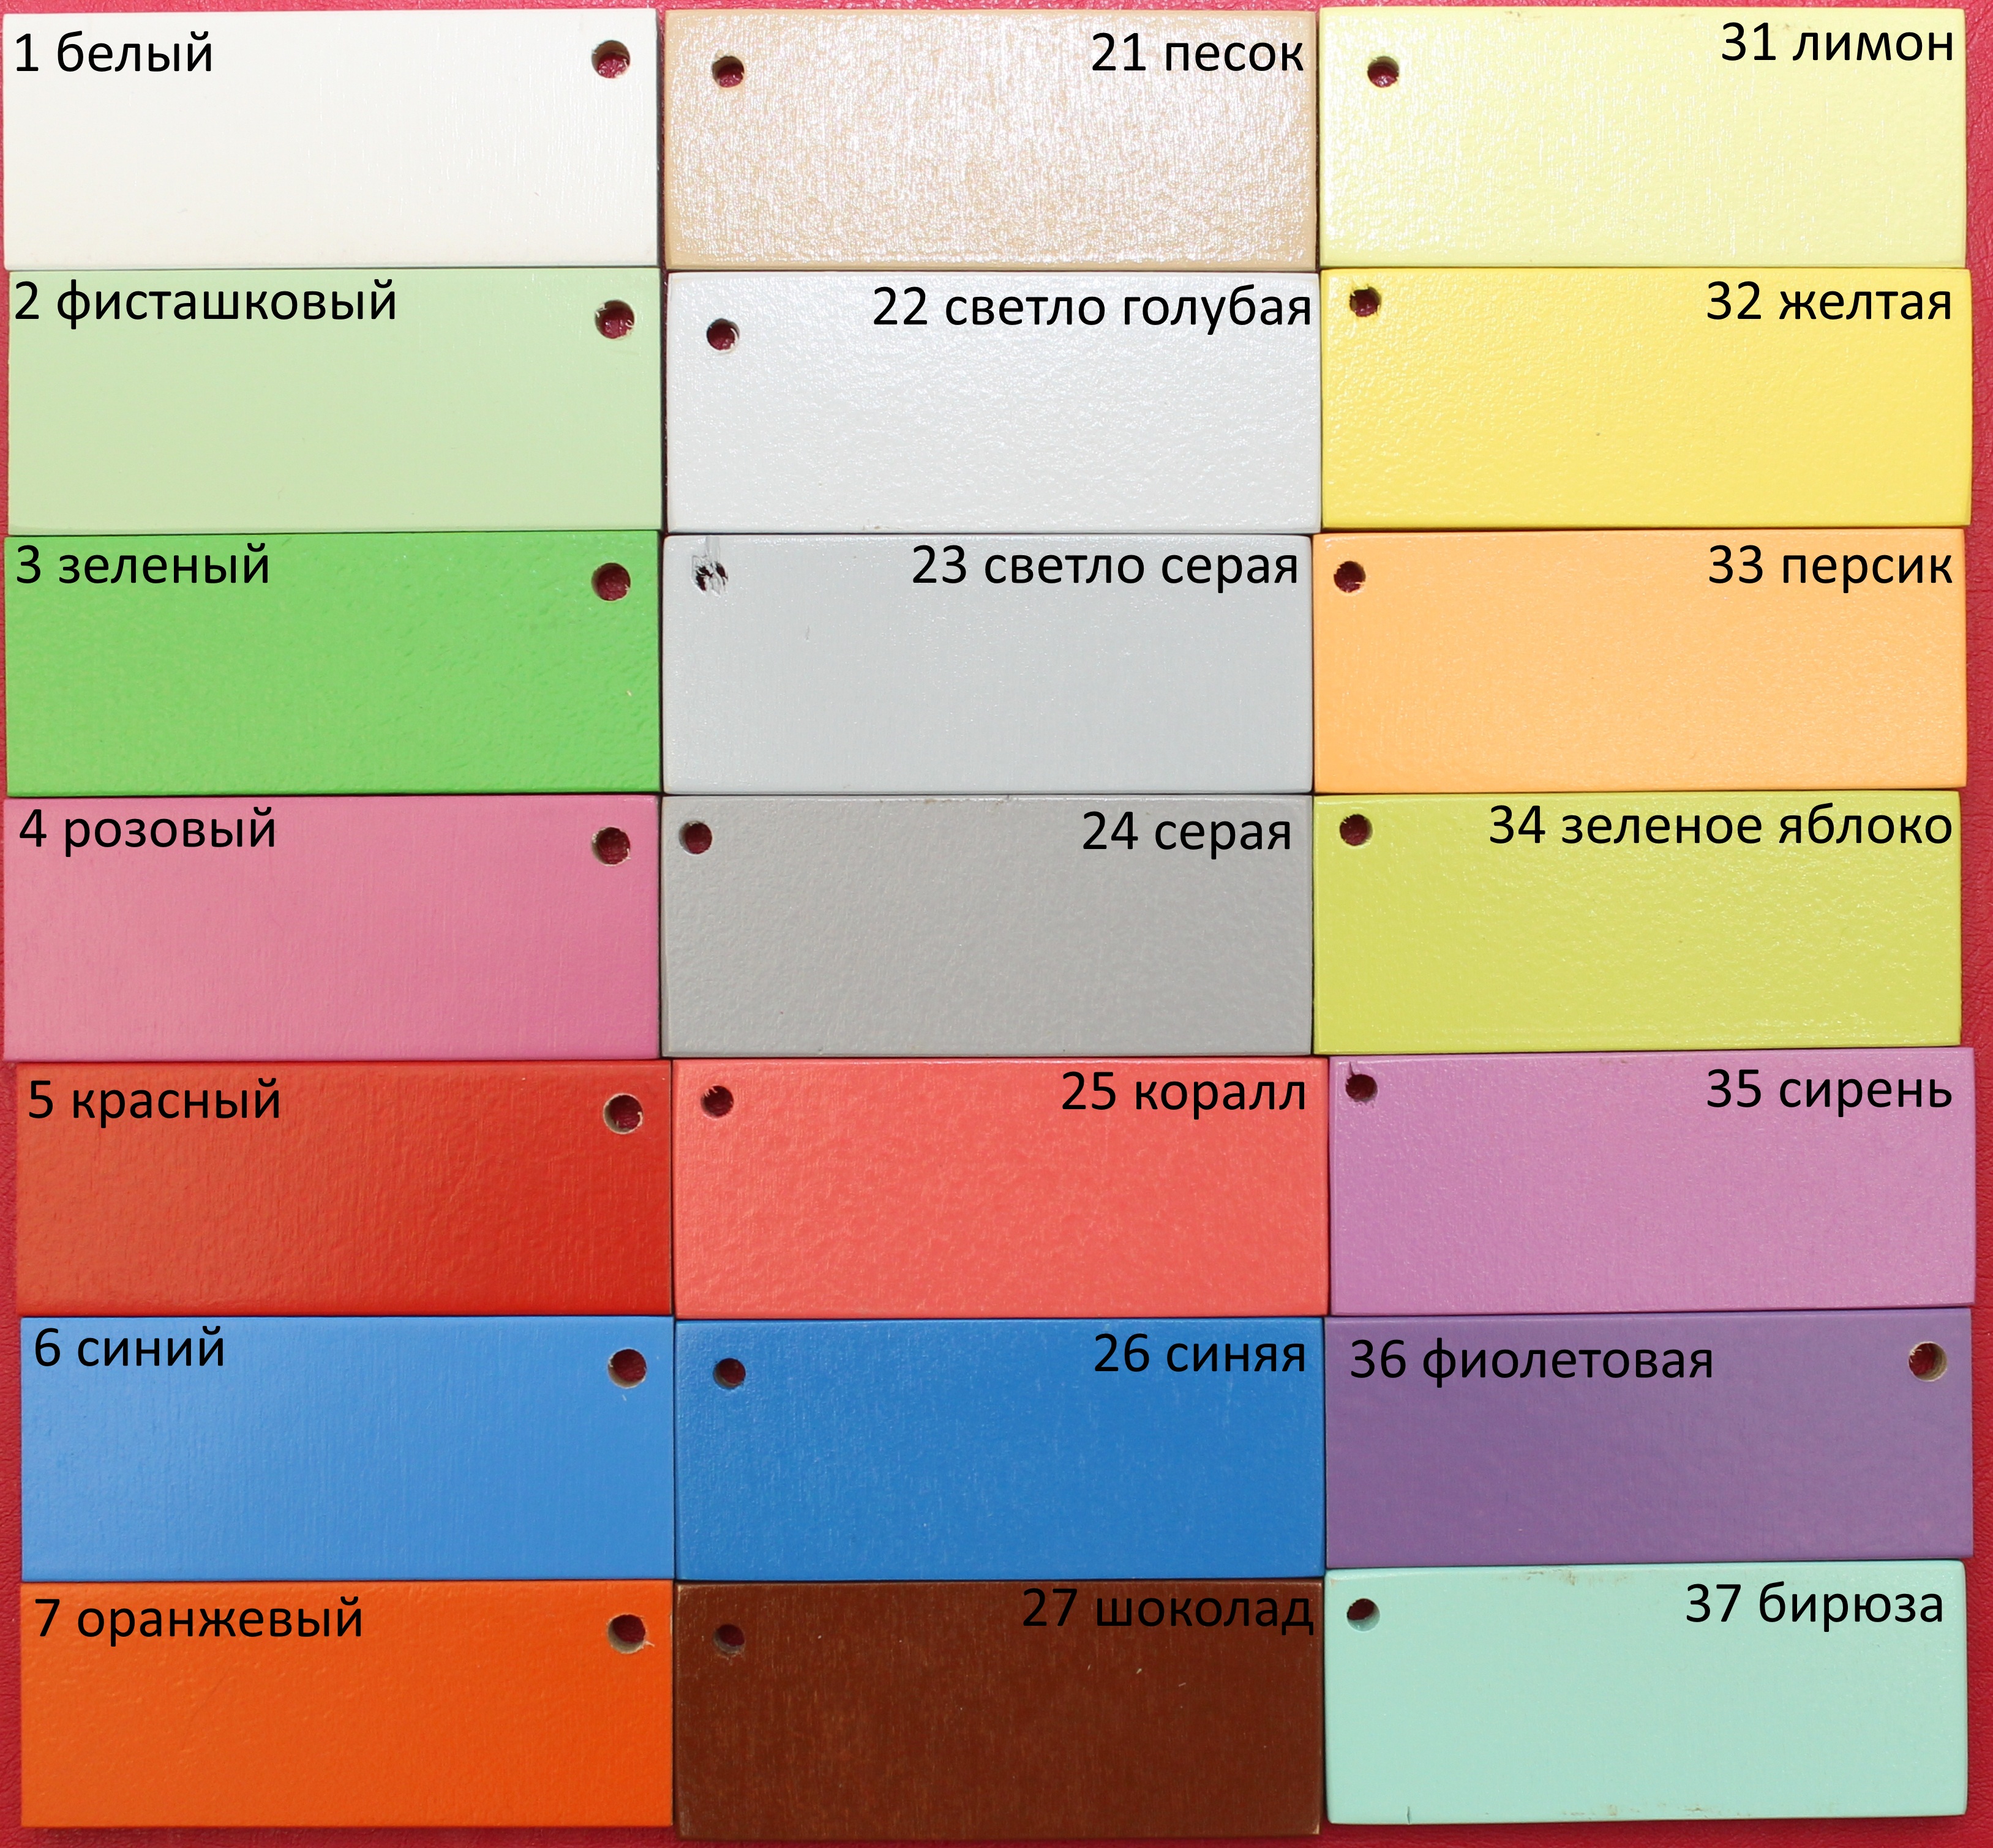 1 белый
21 песок
31 лимон
2 фисташковый
22 светло голубая
32 желтая
3 зеленый
23 светло серая
33 персик
4 розовый
24 серая
34 зеленое яблоко
5 красный
25 коралл
35 сирень
6 синий
26 синяя
36 фиолетовая
7 оранжевый
27 шоколад
37 бирюза